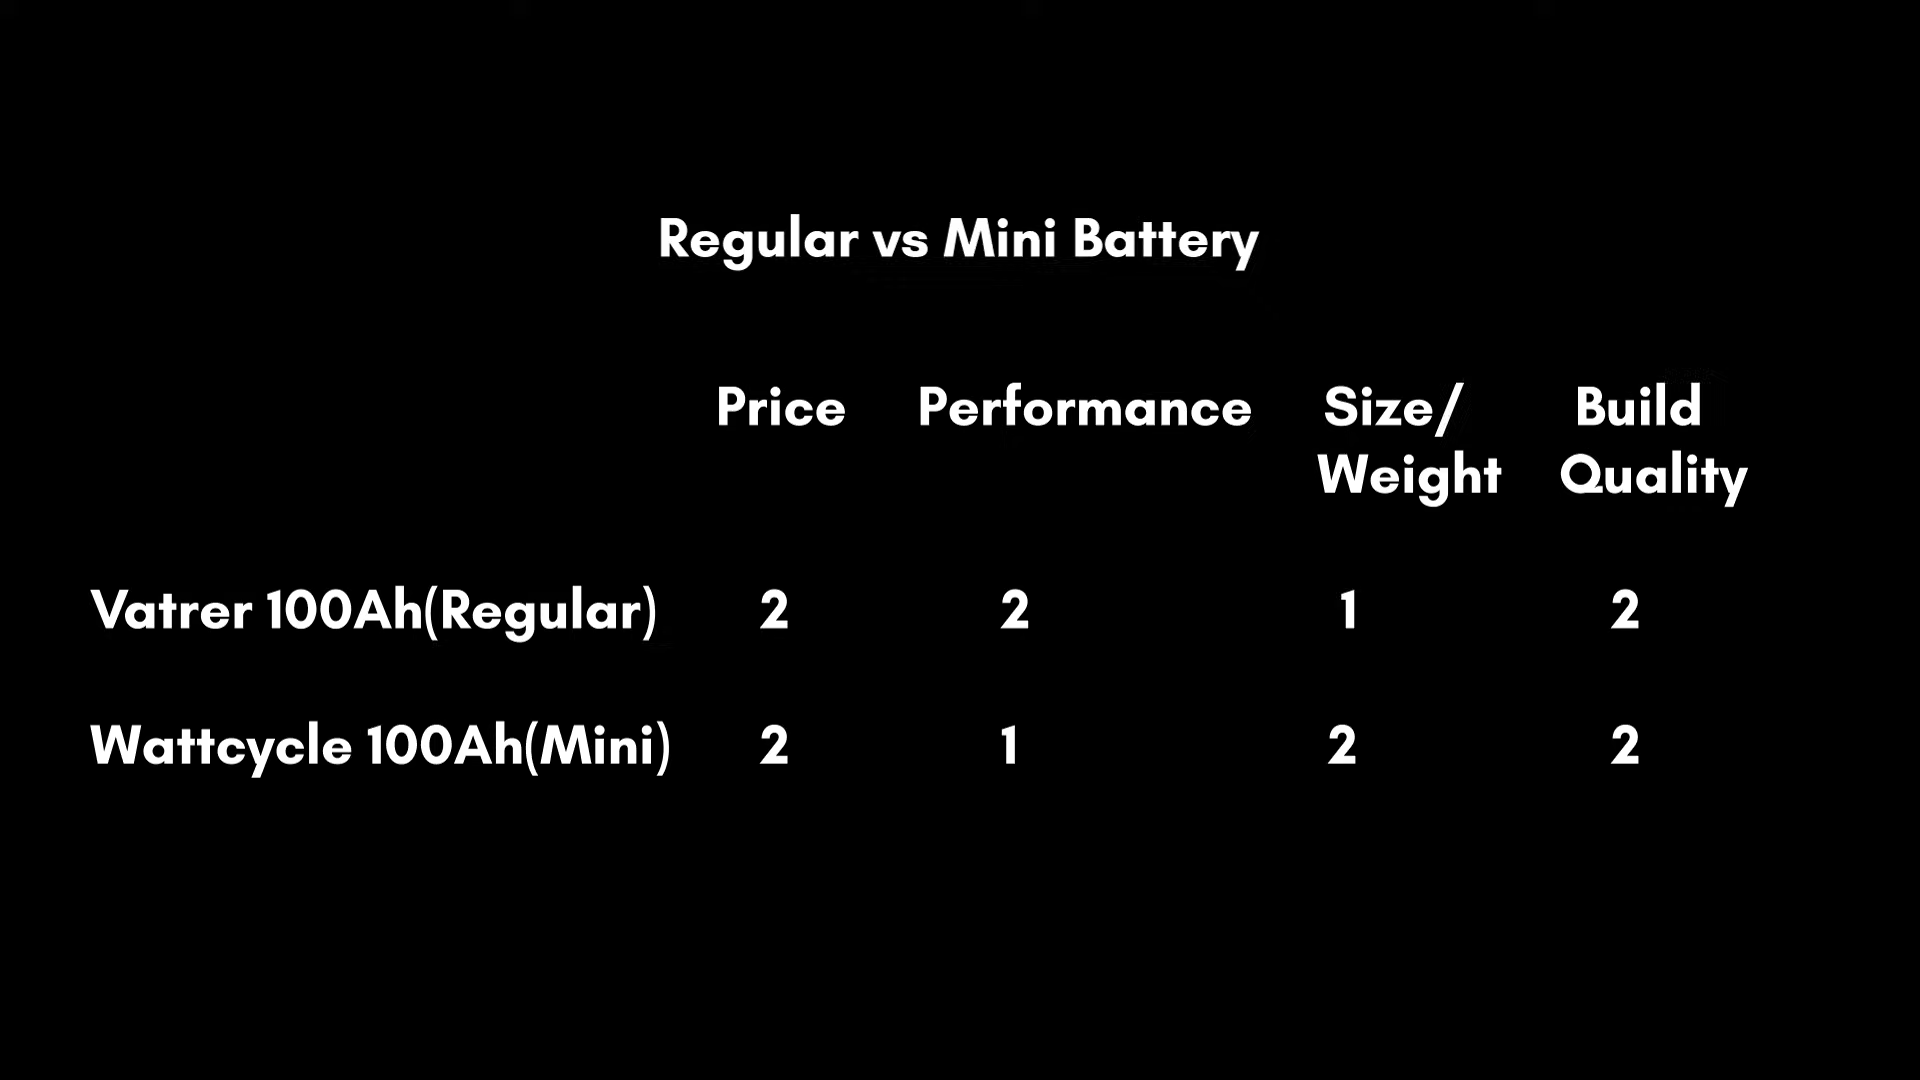 Regular vs Mini Battery
Price Performance Size/ Build
Weight Quality
Vatrer 100Ah(Regular) 2 2 1 2
Wattcycle 100Ah(Mini) 2 1 2 2